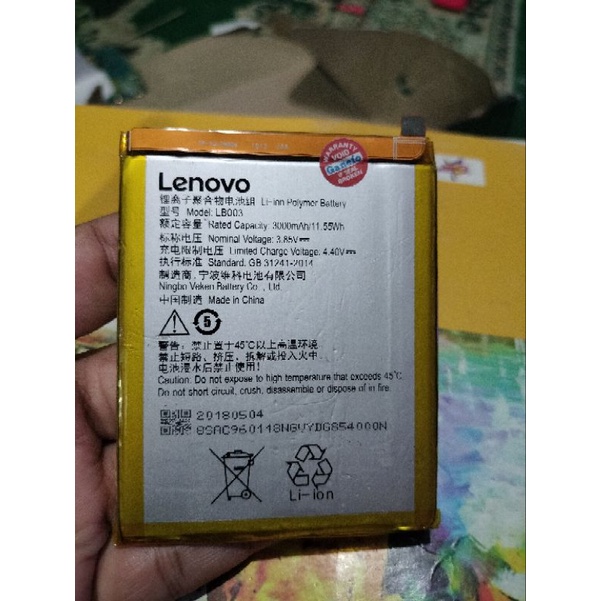 WARRANTY
VOID
IF SEAL
BROKEN
Lenovo
锂离子聚合物电池组 Li-ion Polymer Battery
型号 Model: LB003
额定容量 Rated Capacity: 3000mAh/11.55Wh
标称电压 Nominal Voltage: 3.85V⎓
充电限制电压 Limited Charge Voltage: 4.40V⎓
执行标准 Standard: GB 31241-2014
制造商: 宁波维科电池有限公司
Ningbo Veken Battery Co., Ltd.
中国制造 Made in China
5
警告: 禁止置于45℃以上高温环境
禁止短路、挤压、拆解或投入火中
电池浸水后禁止使用
Caution: Do not expose to high temperature that exceeds 45℃
Do not short circuit, crush, disassemble or dispose of in fire.
20180504
8SAC960118NGVYDG854000N
Li-ion